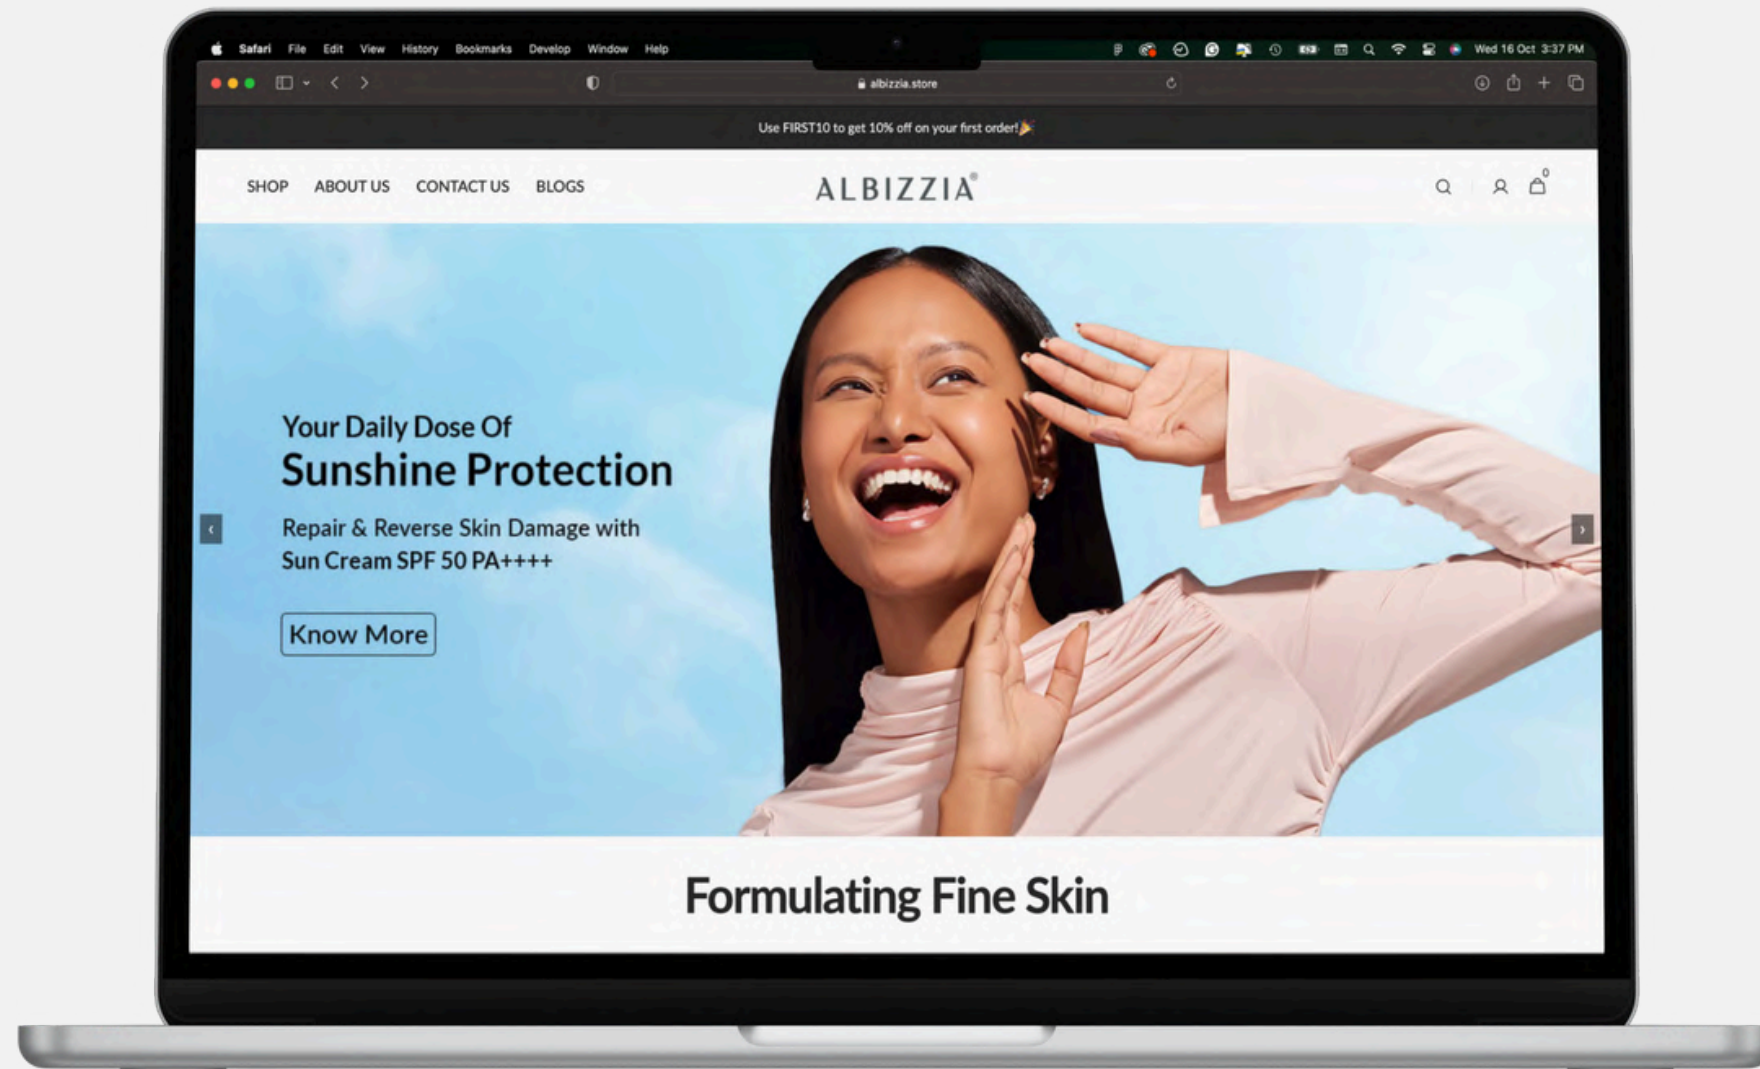 Safari File Edit View History Bookmarks Develop Window Help
Wed 16 Oct 3:37 PM
albizzia.store
Use FIRST10 to get 10% off on your first order!🎉
SHOP ABOUT US CONTACT US BLOGS
ALBIZZIA®
0
Your Daily Dose Of
Sunshine Protection
Repair & Reverse Skin Damage with
Sun Cream SPF 50 PA++++
Know More
Formulating Fine Skin